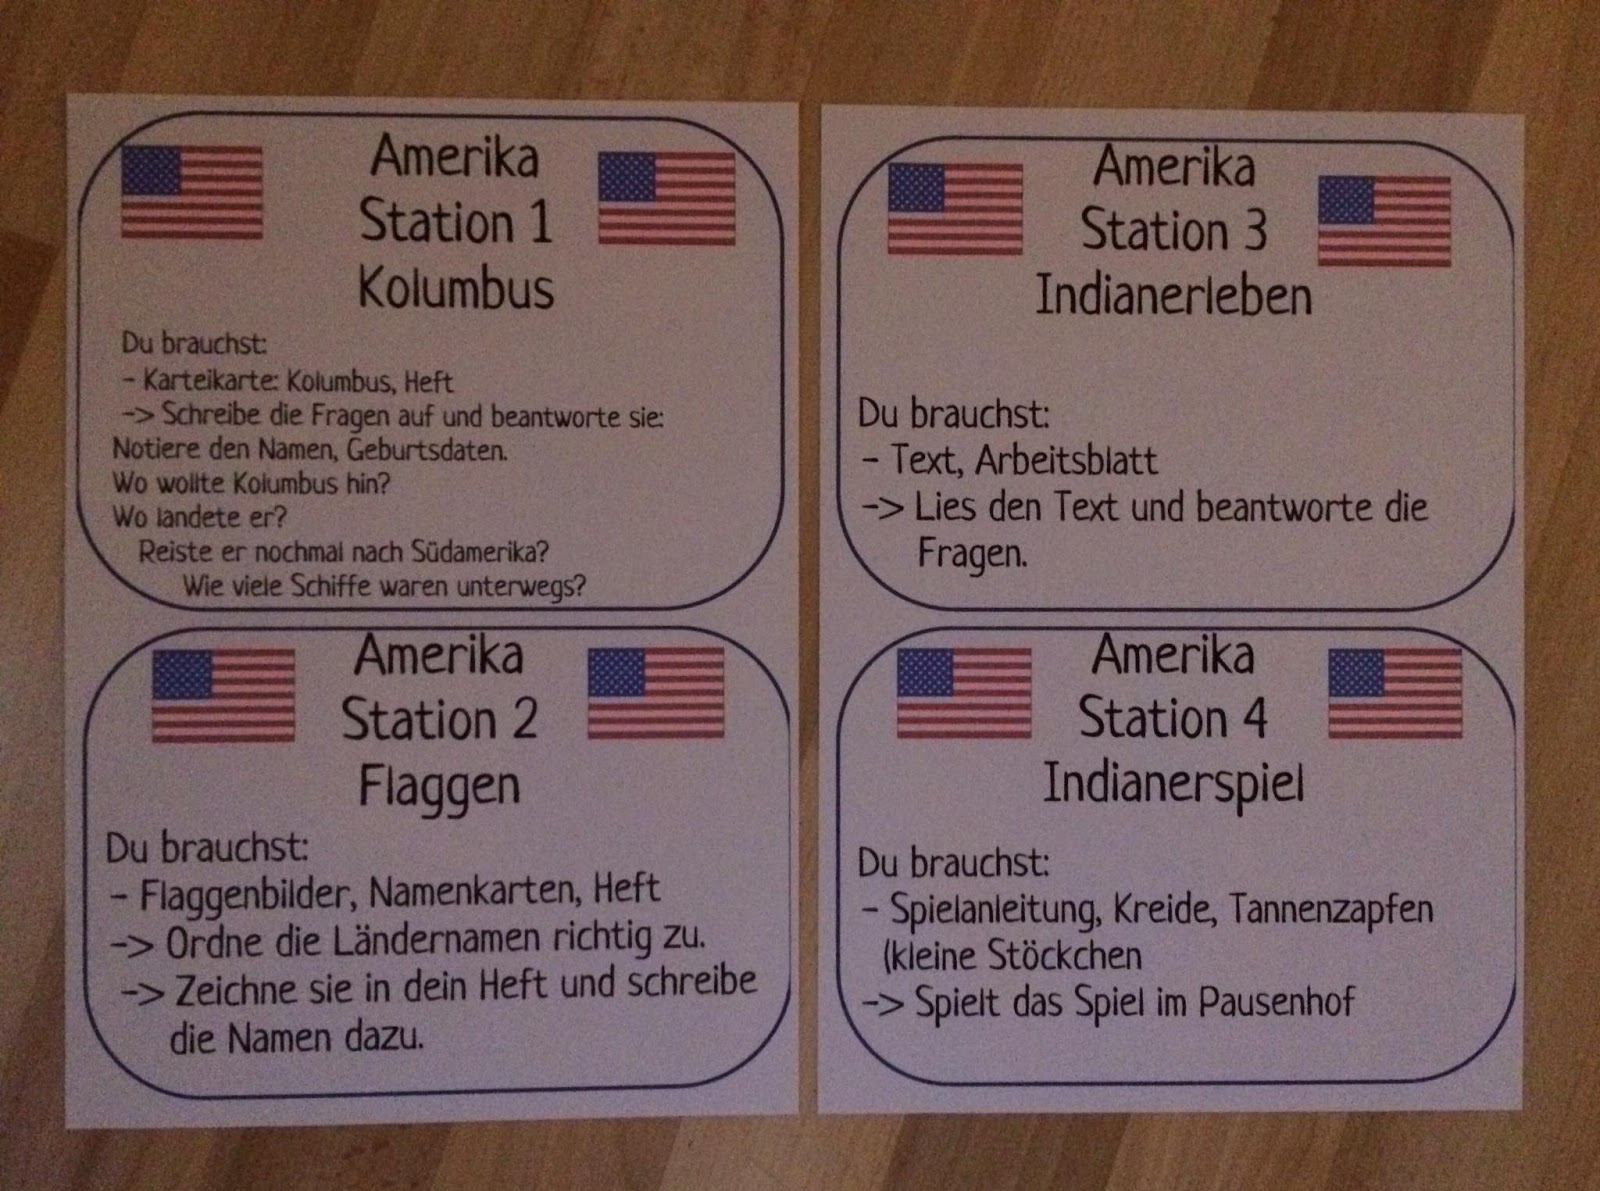 Amerika
Station 1
Kolumbus
Du brauchst:
- Karteikarte: Kolumbus, Heft
-> Schreibe die Fragen auf und beantworte sie:
Notiere den Namen, Geburtsdaten.
Wo wollte Kolumbus hin?
Wo landete er?
Reiste er nochmal nach Südamerika?
Wie viele Schiffe waren unterwegs?
Amerika
Station 2
Flaggen
Du brauchst:
- Flaggenbilder, Namenkarten, Heft
-> Ordne die Ländernamen richtig zu.
-> Zeichne sie in dein Heft und schreibe
die Namen dazu.
Amerika
Station 3
Indianerleben
Du brauchst:
- Text, Arbeitsblatt
-> Lies den Text und beantworte die
Fragen.
Amerika
Station 4
Indianerspiel
Du brauchst:
- Spielanleitung, Kreide, Tannenzapfen
(kleine Stöckchen
-> Spielt das Spiel im Pausenhof